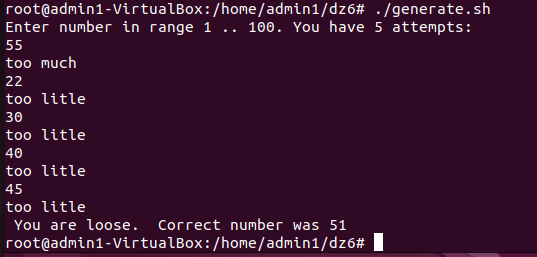 root@admin1-VirtualBox:/home/admin1/dz6# ./generate.sh
Enter number in range 1 .. 100. You have 5 attempts:
55
too much
22
too litle
30
too litle
40
too litle
45
too litle
 You are loose.  Correct number was 51
root@admin1-VirtualBox:/home/admin1/dz6#